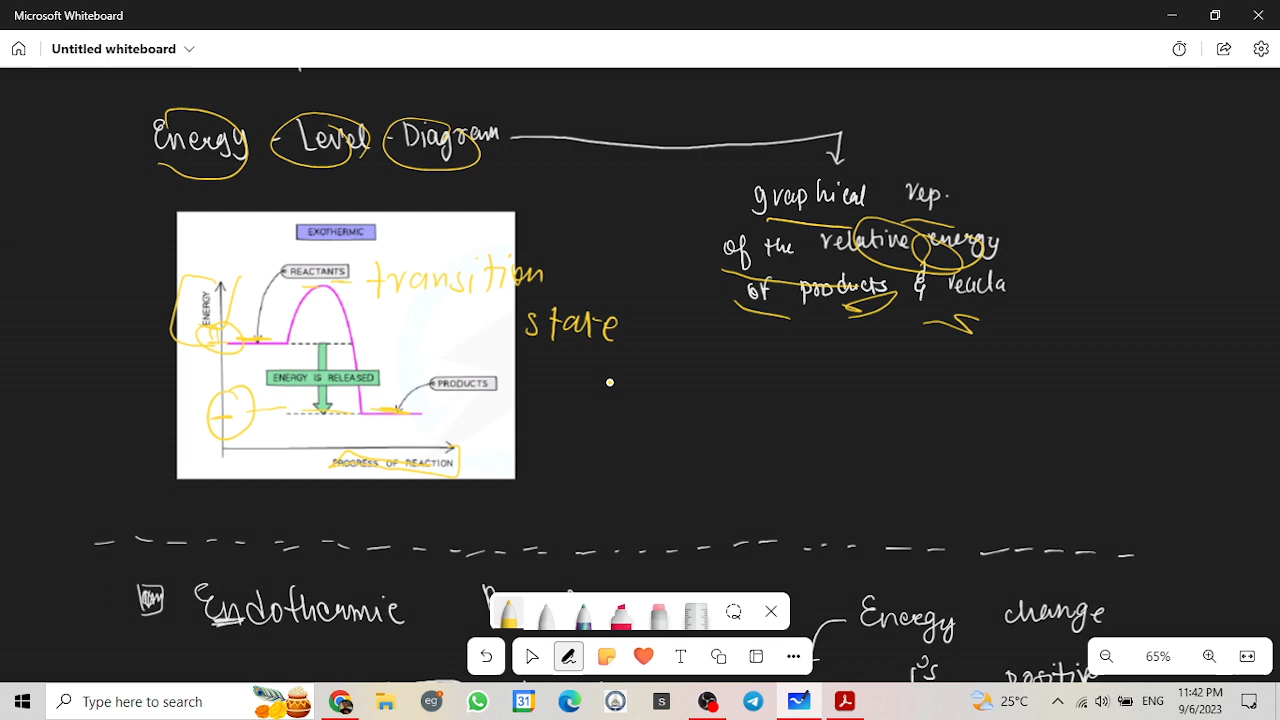 Microsoft Whiteboard
Untitled whiteboard
Energy - Level - Diagram
graphical rep.
of the relative energy
of products & reacta
EXOTHERMIC
REACTANTS
transition
state
ENERGY
ENERGY IS RELEASED
PRODUCTS
PROGRESS OF REACTION
Endothermic
Energy change
is positive
65%
Type here to search
25°C
ENG
11:42 PM
9/6/2023